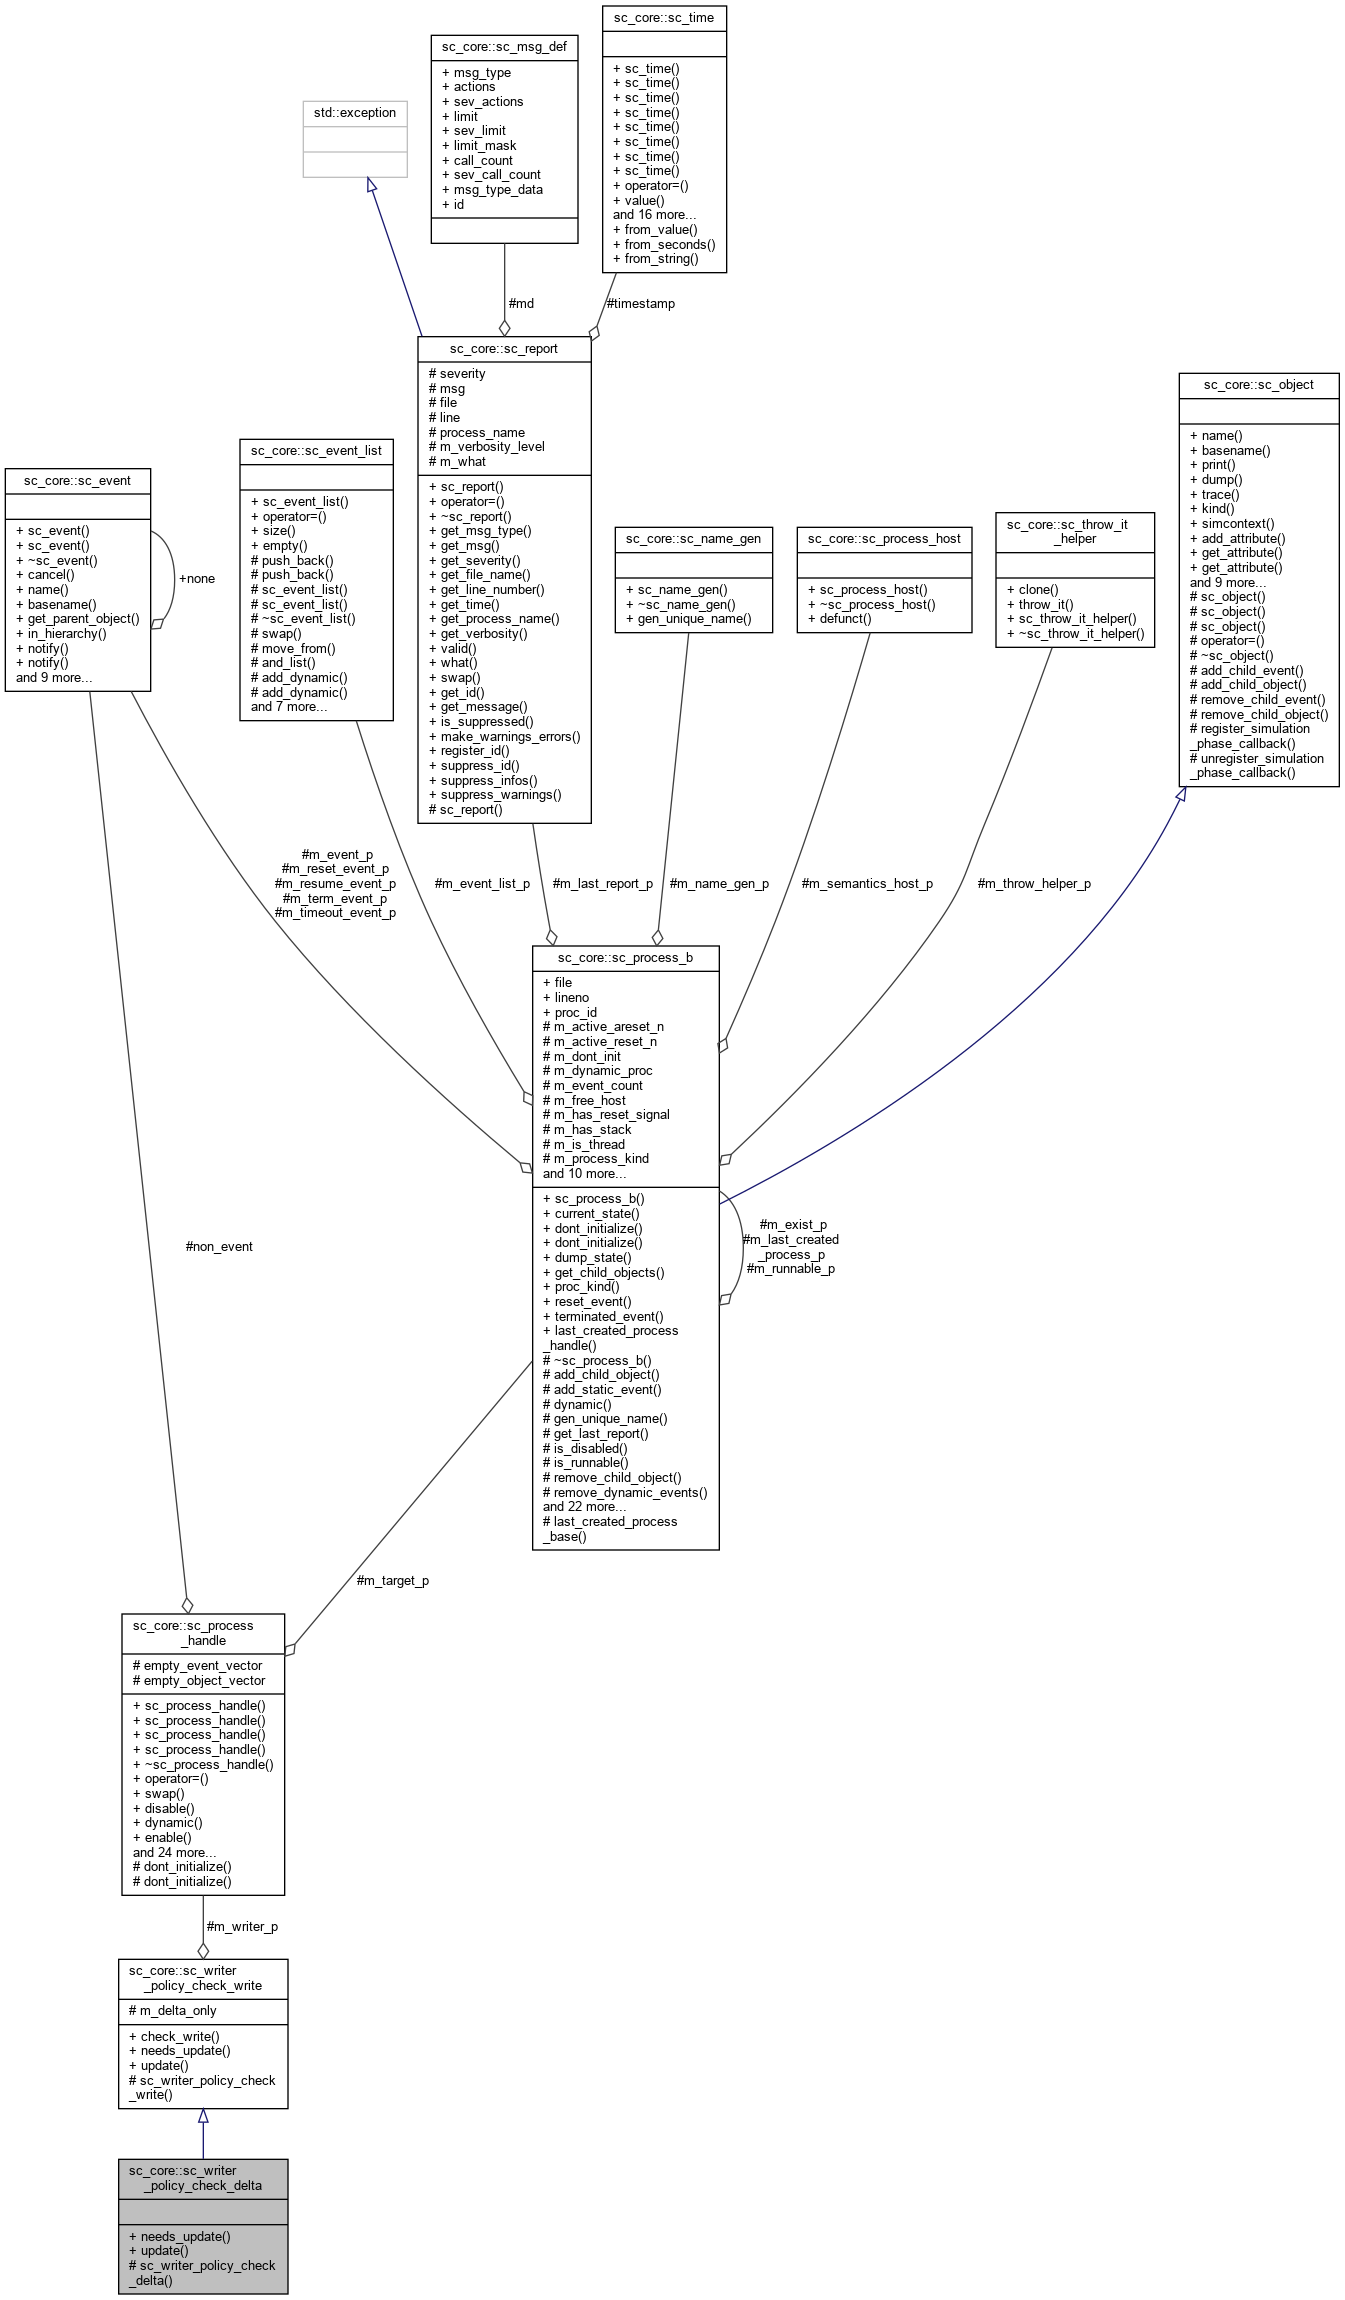 sc_core::sc_time
+ sc_time()
+ sc_time()
+ sc_time()
+ sc_time()
+ sc_time()
+ sc_time()
+ sc_time()
+ sc_time()
+ operator=()
+ value()
and 16 more...
+ from_value()
+ from_seconds()
+ from_string()
sc_core::sc_msg_def
+ msg_type
+ actions
+ sev_actions
+ limit
+ sev_limit
+ limit_mask
+ call_count
+ sev_call_count
+ msg_type_data
+ id
std::exception
#md
#timestamp
sc_core::sc_report
# severity
# msg
# file
# line
# process_name
# m_verbosity_level
# m_what
+ sc_report()
+ operator=()
+ ~sc_report()
+ get_msg_type()
+ get_msg()
+ get_severity()
+ get_file_name()
+ get_line_number()
+ get_time()
+ get_process_name()
+ get_verbosity()
+ valid()
+ what()
+ swap()
+ get_id()
+ get_message()
+ is_suppressed()
+ make_warnings_errors()
+ register_id()
+ suppress_id()
+ suppress_infos()
+ suppress_warnings()
# sc_report()
sc_core::sc_object
+ name()
+ basename()
+ print()
+ dump()
+ trace()
+ kind()
+ simcontext()
+ add_attribute()
+ get_attribute()
+ get_attribute()
and 9 more...
# sc_object()
# sc_object()
# sc_object()
# operator=()
# ~sc_object()
# add_child_event()
# add_child_object()
# remove_child_event()
# remove_child_object()
# register_simulation
_phase_callback()
# unregister_simulation
_phase_callback()
sc_core::sc_event_list
+ sc_event_list()
+ operator=()
+ size()
+ empty()
# push_back()
# push_back()
# sc_event_list()
# sc_event_list()
# ~sc_event_list()
# swap()
# move_from()
# and_list()
# add_dynamic()
# add_dynamic()
and 7 more...
sc_core::sc_event
+ sc_event()
+ sc_event()
+ ~sc_event()
+ cancel()
+ name()
+ basename()
+ get_parent_object()
+ in_hierarchy()
+ notify()
+ notify()
and 9 more...
+none
sc_core::sc_name_gen
+ sc_name_gen()
+ ~sc_name_gen()
+ gen_unique_name()
sc_core::sc_process_host
+ sc_process_host()
+ ~sc_process_host()
+ defunct()
sc_core::sc_throw_it
_helper
+ clone()
+ throw_it()
+ sc_throw_it_helper()
+ ~sc_throw_it_helper()
#m_event_p
#m_reset_event_p
#m_resume_event_p
#m_term_event_p
#m_timeout_event_p
#m_event_list_p
#m_last_report_p
#m_name_gen_p
#m_semantics_host_p
#m_throw_helper_p
sc_core::sc_process_b
+ file
+ lineno
+ proc_id
# m_active_areset_n
# m_active_reset_n
# m_dont_init
# m_dynamic_proc
# m_event_count
# m_free_host
# m_has_reset_signal
# m_has_stack
# m_is_thread
# m_process_kind
and 10 more...
+ sc_process_b()
+ current_state()
+ dont_initialize()
+ dont_initialize()
+ dump_state()
+ get_child_objects()
+ proc_kind()
+ reset_event()
+ terminated_event()
+ last_created_process
_handle()
# ~sc_process_b()
# add_child_object()
# add_static_event()
# dynamic()
# gen_unique_name()
# get_last_report()
# is_disabled()
# is_runnable()
# remove_child_object()
# remove_dynamic_events()
and 22 more...
# last_created_process
_base()
#m_exist_p
#m_last_created
_process_p
#m_runnable_p
#non_event
#m_target_p
sc_core::sc_process
_handle
# empty_event_vector
# empty_object_vector
+ sc_process_handle()
+ sc_process_handle()
+ sc_process_handle()
+ sc_process_handle()
+ ~sc_process_handle()
+ operator=()
+ swap()
+ disable()
+ dynamic()
+ enable()
and 24 more...
# dont_initialize()
# dont_initialize()
#m_writer_p
sc_core::sc_writer
_policy_check_write
# m_delta_only
+ check_write()
+ needs_update()
+ update()
# sc_writer_policy_check
_write()
sc_core::sc_writer
_policy_check_delta
+ needs_update()
+ update()
# sc_writer_policy_check
_delta()